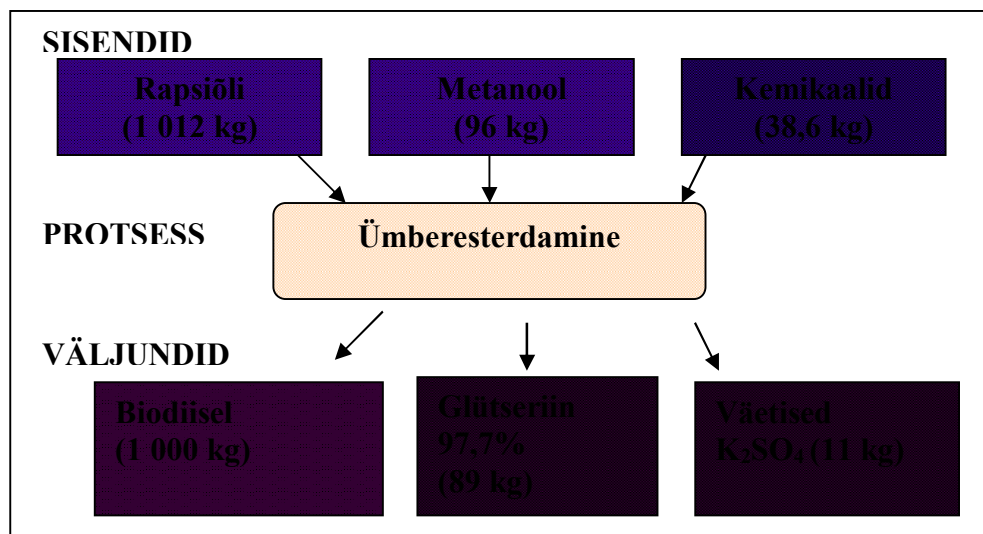 SISENDID
Rapsiõli
(1 012 kg)
Metanool
(96 kg)
Kemikaalid
(38,6 kg)
PROTSESS
Ümberesterdamine
VÄLJUNDID
Biodiisel
(1 000 kg)
Glütseriin
97,7%
(89 kg)
Väetised
K₂SO₄ (11 kg)